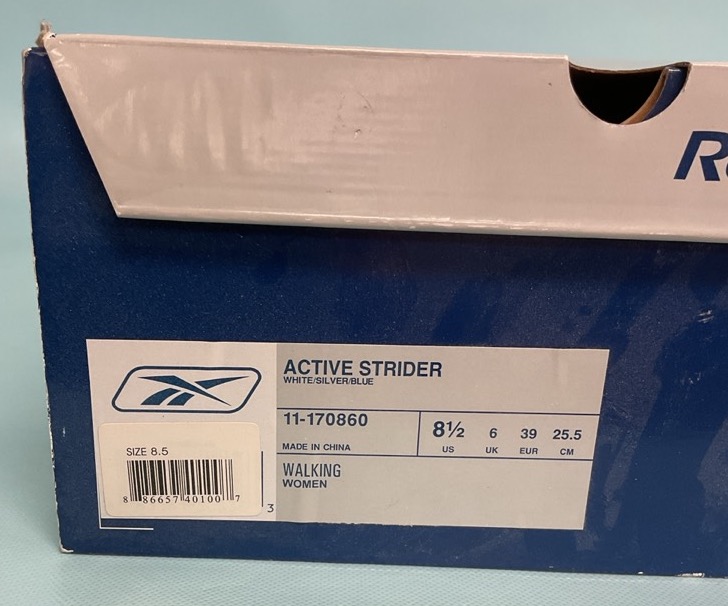 ACTIVE STRIDER
WHITE/SILVER/BLUE
11-170860
MADE IN CHINA
8½ 6 39 25.5
US UK EUR CM
WALKING
WOMEN
SIZE 8.5
8 86657 40100 7
3